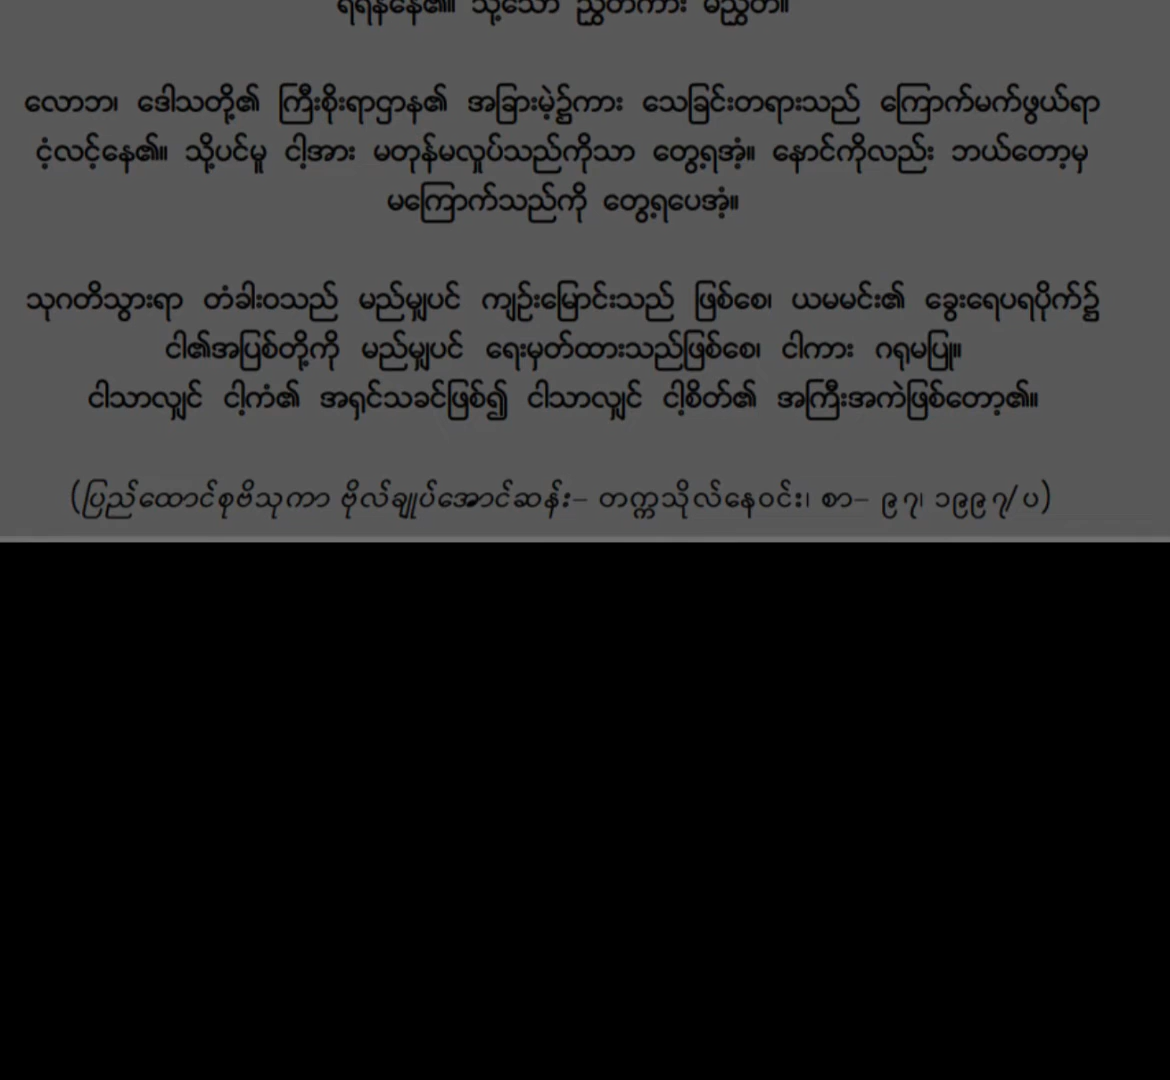 သို့သော် ညွတ်ကား မညွတ်။
လောဘ၊ ဒေါသတို့၏ ကြီးစိုးရာဌာန၏ အခြားမဲ့၌ကား သေခြင်းတရားသည် ကြောက်မက်ဖွယ်ရာ
ငံ့လင့်နေ၏။ သို့ပင်မူ ငါ့အား မတုန်မလှုပ်သည်ကိုသာ တွေ့ရအံ့။ နောင်ကိုလည်း ဘယ်တော့မှ
မကြောက်သည်ကို တွေ့ရပေအံ့။
သုဂတိသွားရာ တံခါးဝသည် မည်မျှပင် ကျဉ်းမြောင်းသည် ဖြစ်စေ၊ ယမမင်း၏ ခွေးရေပရပိုက်၌
ငါ၏အပြစ်တို့ကို မည်မျှပင် ရေးမှတ်ထားသည်ဖြစ်စေ၊ ငါကား ဂရုမပြု။
ငါသာလျှင် ငါ့ကံ၏ အရှင်သခင်ဖြစ်၍ ငါသာလျှင် ငါ့စိတ်၏ အကြီးအကဲဖြစ်တော့၏။
(ပြည်ထောင်စုဗိသုကာ ဗိုလ်ချုပ်အောင်ဆန်း– တက္ကသိုလ်နေဝင်း၊ စာ– ၉၇၊ ၁၉၉၇/ပ)